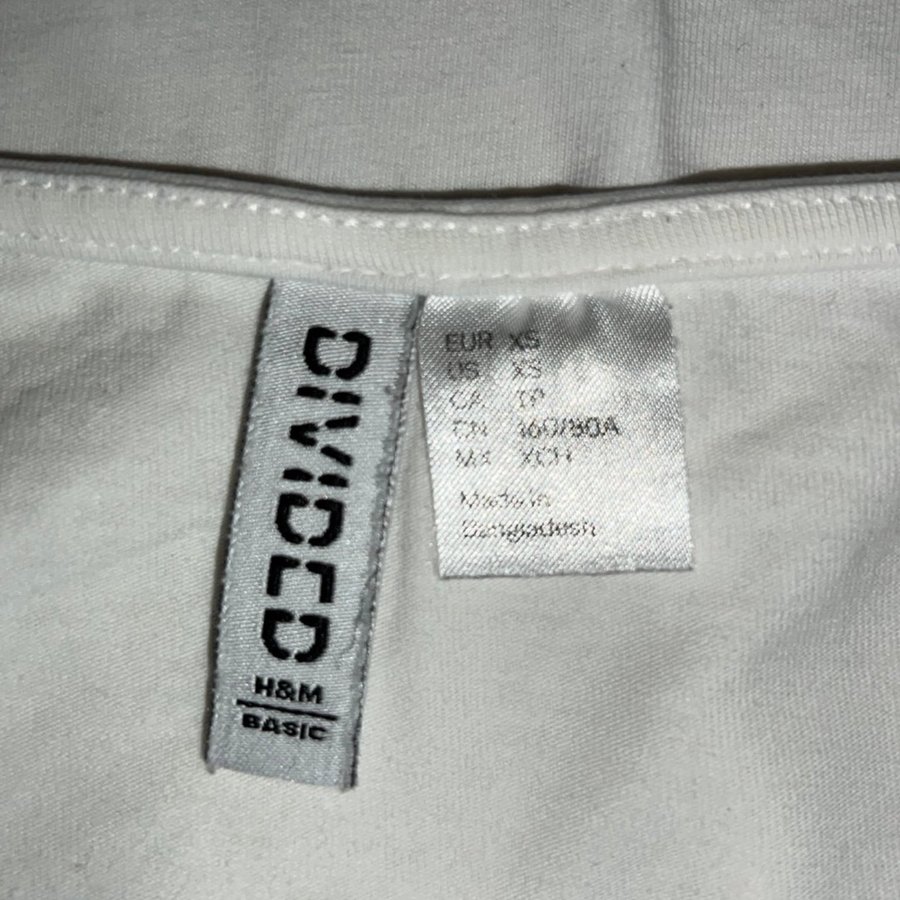 DIVIDED
H&M
BASIC
EUR XS
US XS
CA TP
CN 160/80A
MX XCH
Made in
Bangladesh